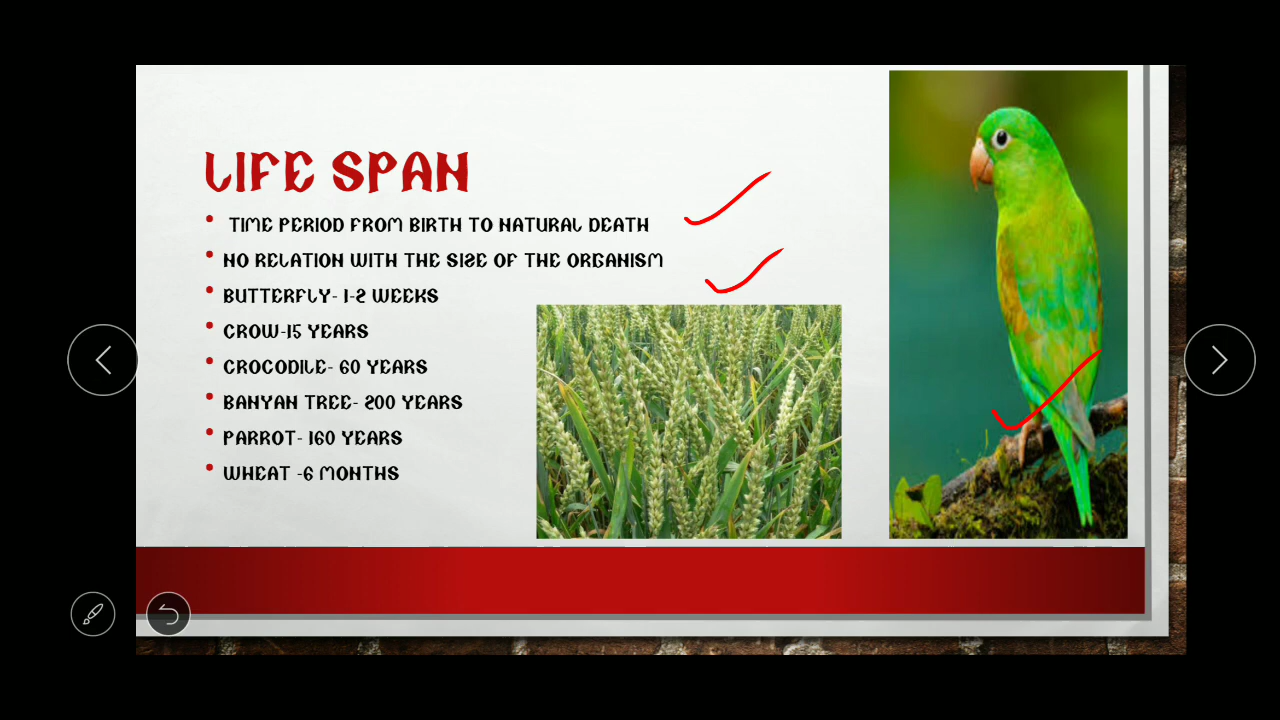 LIFE SPAN
• TIME PERIOD FROM BIRTH TO NATURAL DEATH
• NO RELATION WITH THE SIZE OF THE ORGANISM
• BUTTERFLY- 1-2 WEEKS
• CROW-15 YEARS
• CROCODILE- 60 YEARS
• BANYAN TREE- 200 YEARS
• PARROT- 160 YEARS
• WHEAT -6 MONTHS